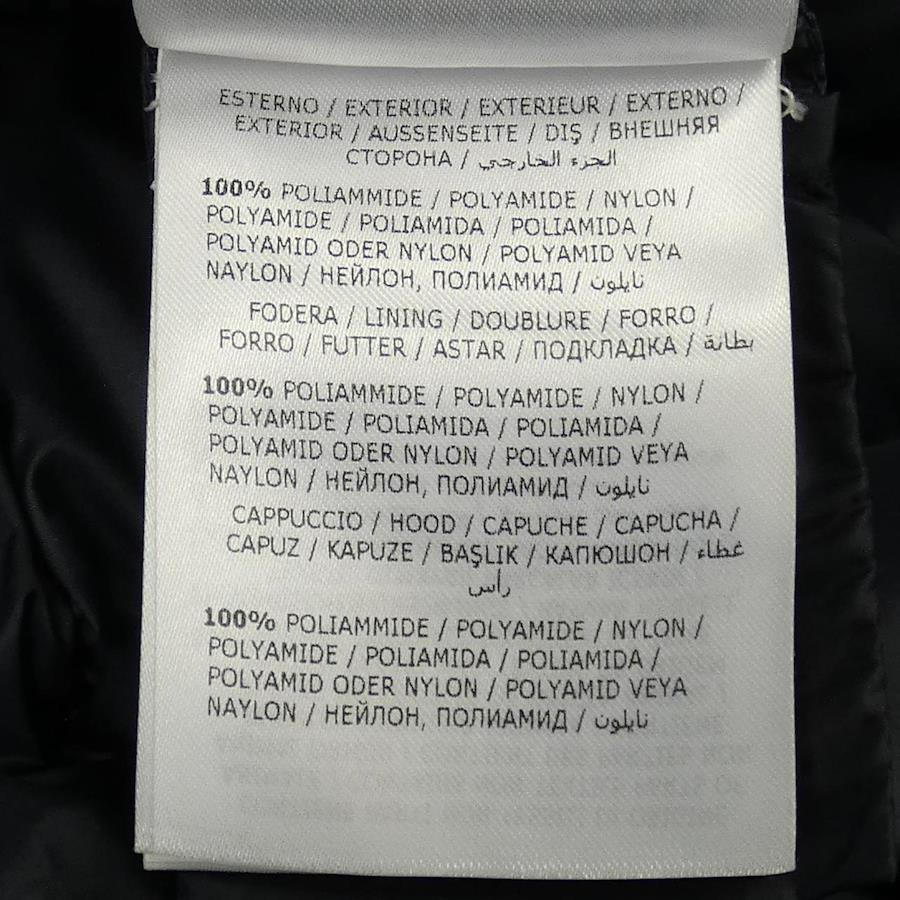 ESTERNO / EXTERIOR / EXTERIEUR / EXTERNO /
EXTERIOR / AUSSENSEITE / DIŞ / ВНЕШНЯЯ
СТОРОНА / الجزء الخارجي
100% POLIAMMIDE / POLYAMIDE / NYLON /
POLYAMIDE / POLIAMIDA / POLIAMIDA /
POLYAMID ODER NYLON / POLYAMID VEYA
NAYLON / НЕЙЛОН, ПОЛИАМИД / نايلون
FODERA / LINING / DOUBLURE / FORRO /
FORRO / FUTTER / ASTAR / ПОДКЛАДКА / بطانة
100% POLIAMMIDE / POLYAMIDE / NYLON /
POLYAMIDE / POLIAMIDA / POLIAMIDA /
POLYAMID ODER NYLON / POLYAMID VEYA
NAYLON / НЕЙЛОН, ПОЛИАМИД / نايلون
CAPPUCCIO / HOOD / CAPUCHE / CAPUCHA /
CAPUZ / KAPUZE / BAŞLIK / КАПЮШОН / غطاء
رأس
100% POLIAMMIDE / POLYAMIDE / NYLON /
POLYAMIDE / POLIAMIDA / POLIAMIDA /
POLYAMID ODER NYLON / POLYAMID VEYA
NAYLON / НЕЙЛОН, ПОЛИАМИД / نايلون